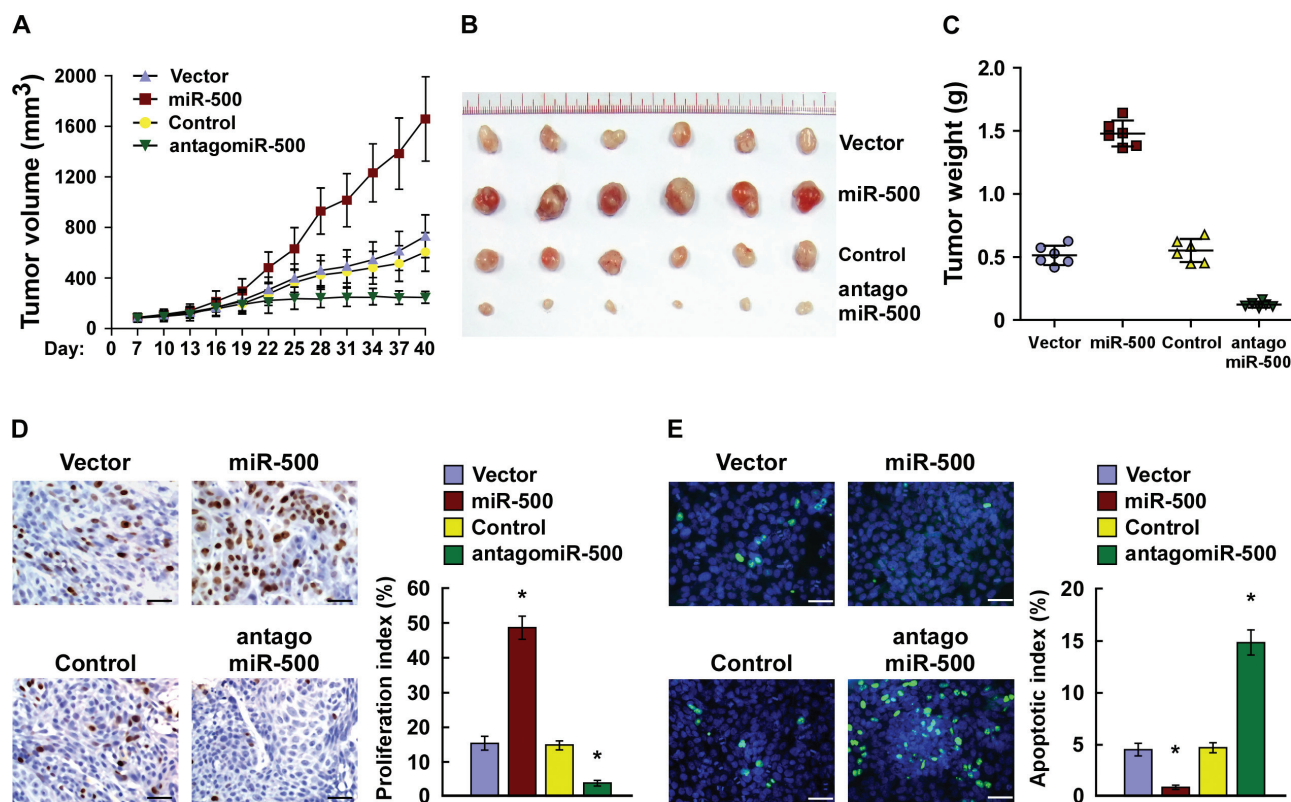 A
Tumor volume (mm³)
2000
1600
1200
800
400
0
Vector
miR-500
Control
antagomiR-500
Day: 0 7 10 13 16 19 22 25 28 31 34 37 40
B
Vector
miR-500
Control
antago
miR-500
C
Tumor weight (g)
2.0
1.5
1.0
0.5
0
Vector miR-500 Control antago
miR-500
D
Vector miR-500
Control antago
miR-500
Vector
miR-500
Control
antagomiR-500
Proliferation index (%)
60
50
40
30
20
10
0
*
*
E
Vector miR-500
Control antago
miR-500
Vector
miR-500
Control
antagomiR-500
Apoptotic index (%)
20
15
10
5
0
*
*